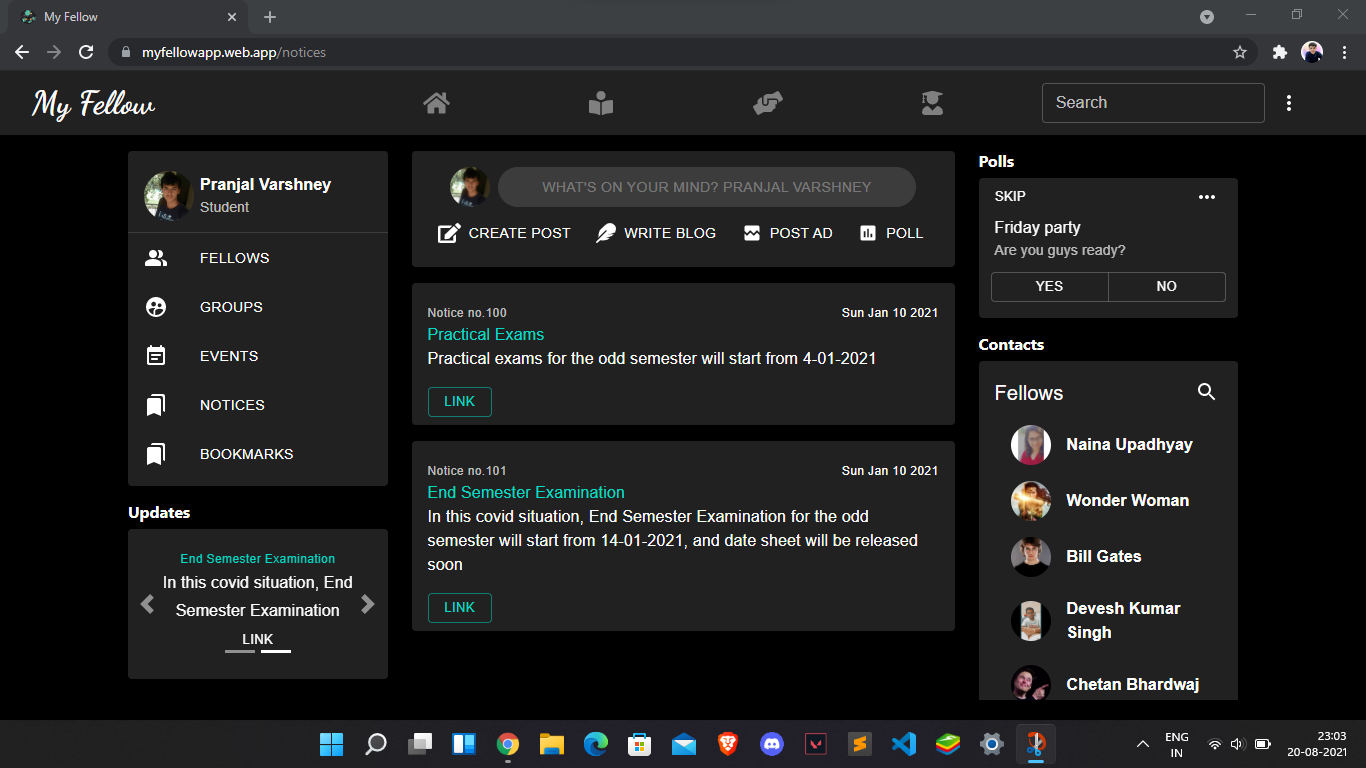 My Fellow
myfellowapp.web.app/notices
My Fellow
Search
Pranjal Varshney
Student
FELLOWS
GROUPS
EVENTS
NOTICES
BOOKMARKS
Updates
End Semester Examination
In this covid situation, End
Semester Examination
LINK
WHAT'S ON YOUR MIND? PRANJAL VARSHNEY
CREATE POST
WRITE BLOG
POST AD
POLL
Notice no.100
Sun Jan 10 2021
Practical Exams
Practical exams for the odd semester will start from 4-01-2021
LINK
Notice no.101
Sun Jan 10 2021
End Semester Examination
In this covid situation, End Semester Examination for the odd
semester will start from 14-01-2021, and date sheet will be released
soon
LINK
Polls
SKIP
Friday party
Are you guys ready?
YES
NO
Contacts
Fellows
Naina Upadhyay
Wonder Woman
Bill Gates
Devesh Kumar
Singh
Chetan Bhardwaj
ENG
IN
23:03
20-08-2021